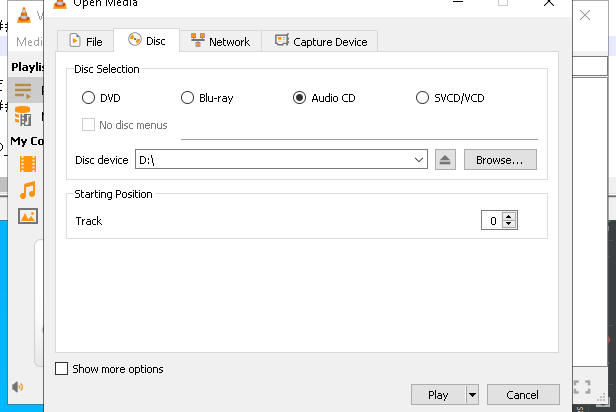 Open Media
Medi
File
Disc
Network
Capture Device
Playlis
My Co
Disc Selection
DVD
Blu-ray
Audio CD
SVCD/VCD
No disc menus
Disc device
D:\
Browse...
Starting Position
Track
0
Show more options
Play
Cancel